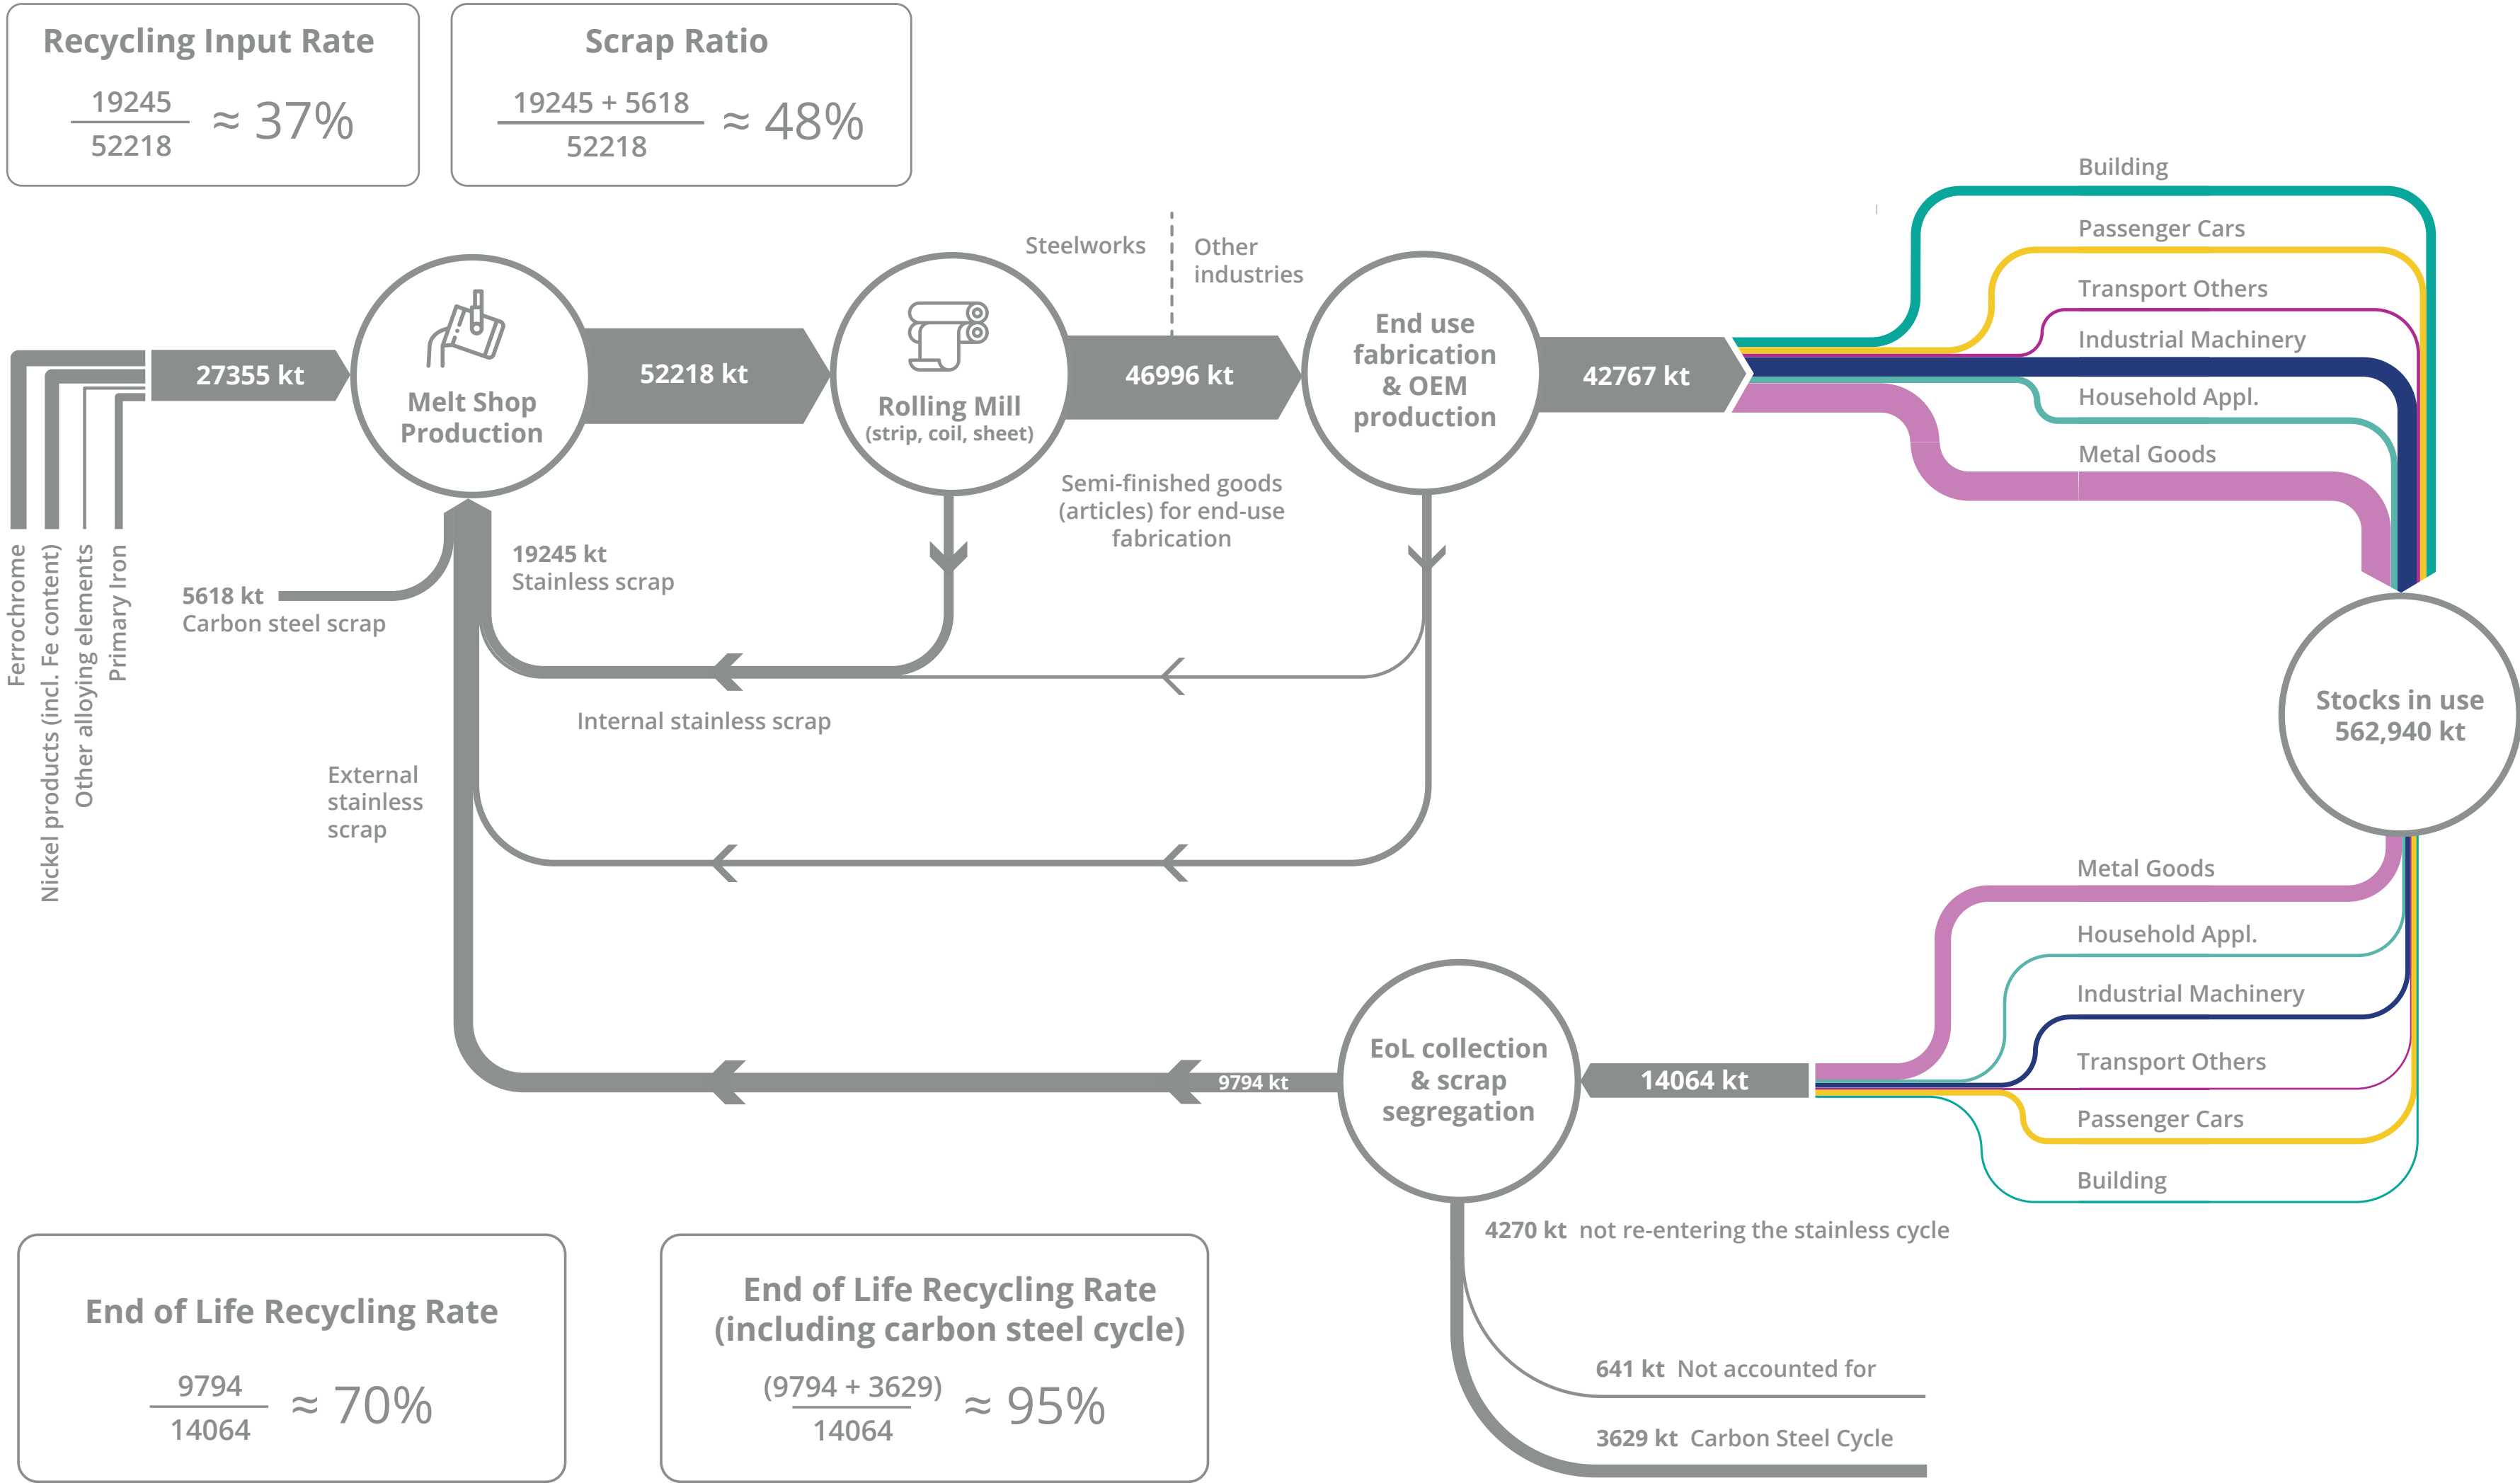 Recycling Input Rate
19245
52218
≈ 37%
Scrap Ratio
19245 + 5618
52218
≈ 48%
Building
Passenger Cars
Transport Others
Industrial Machinery
Household Appl.
Metal Goods
Steelworks
Other
industries
27355 kt
Melt Shop
Production
52218 kt
Rolling Mill
(strip, coil, sheet)
46996 kt
End use
fabrication
& OEM
production
42767 kt
Semi-finished goods
(articles) for end-use
fabrication
Ferrochrome
Nickel products (incl. Fe content)
Other alloying elements
Primary Iron
5618 kt
Carbon steel scrap
19245 kt
Stainless scrap
Internal stainless scrap
External
stainless
scrap
Stocks in use
562,940 kt
Metal Goods
Household Appl.
Industrial Machinery
Transport Others
Passenger Cars
Building
14064 kt
EoL collection
& scrap
segregation
9794 kt
4270 kt not re-entering the stainless cycle
641 kt Not accounted for
3629 kt Carbon Steel Cycle
End of Life Recycling Rate
9794
14064
≈ 70%
End of Life Recycling Rate
(including carbon steel cycle)
(9794 + 3629)
14064
≈ 95%